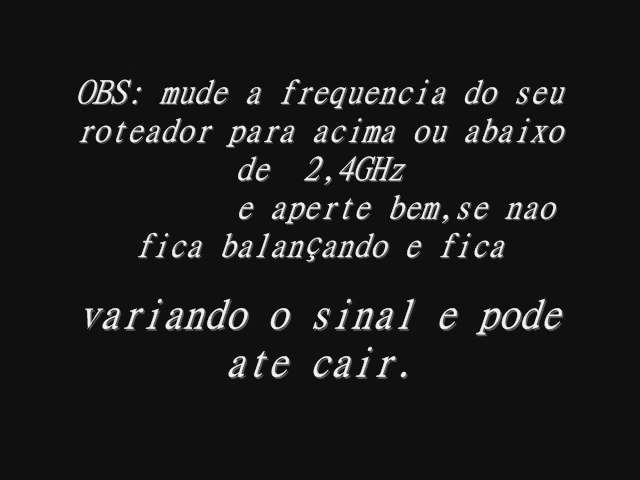 OBS: mude a frequencia do seu
roteador para acima ou abaixo
de 2,4GHz
e aperte bem,se nao
fica balançando e fica
variando o sinal e pode
ate cair.